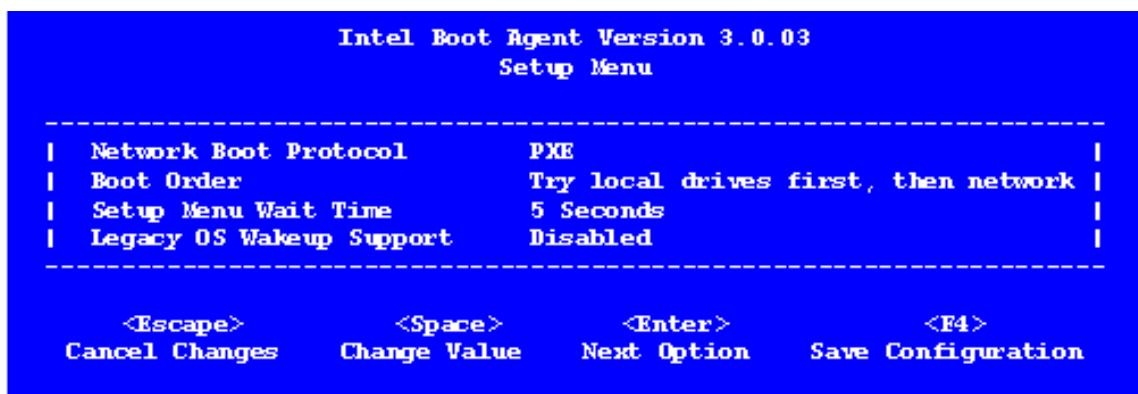 Intel Boot Agent Version 3.0.03
Setup Menu
Network Boot Protocol PXE
Boot Order Try local drives first, then network
Setup Menu Wait Time 5 Seconds
Legacy OS Wakeup Support Disabled
<Escape> <Space> <Enter> <F4>
Cancel Changes Change Value Next Option Save Configuration